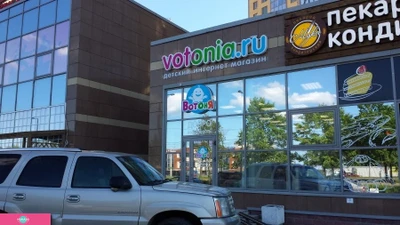 votonia.ru
детский интернет-магазин
ВотоНЯ
пекар
конди